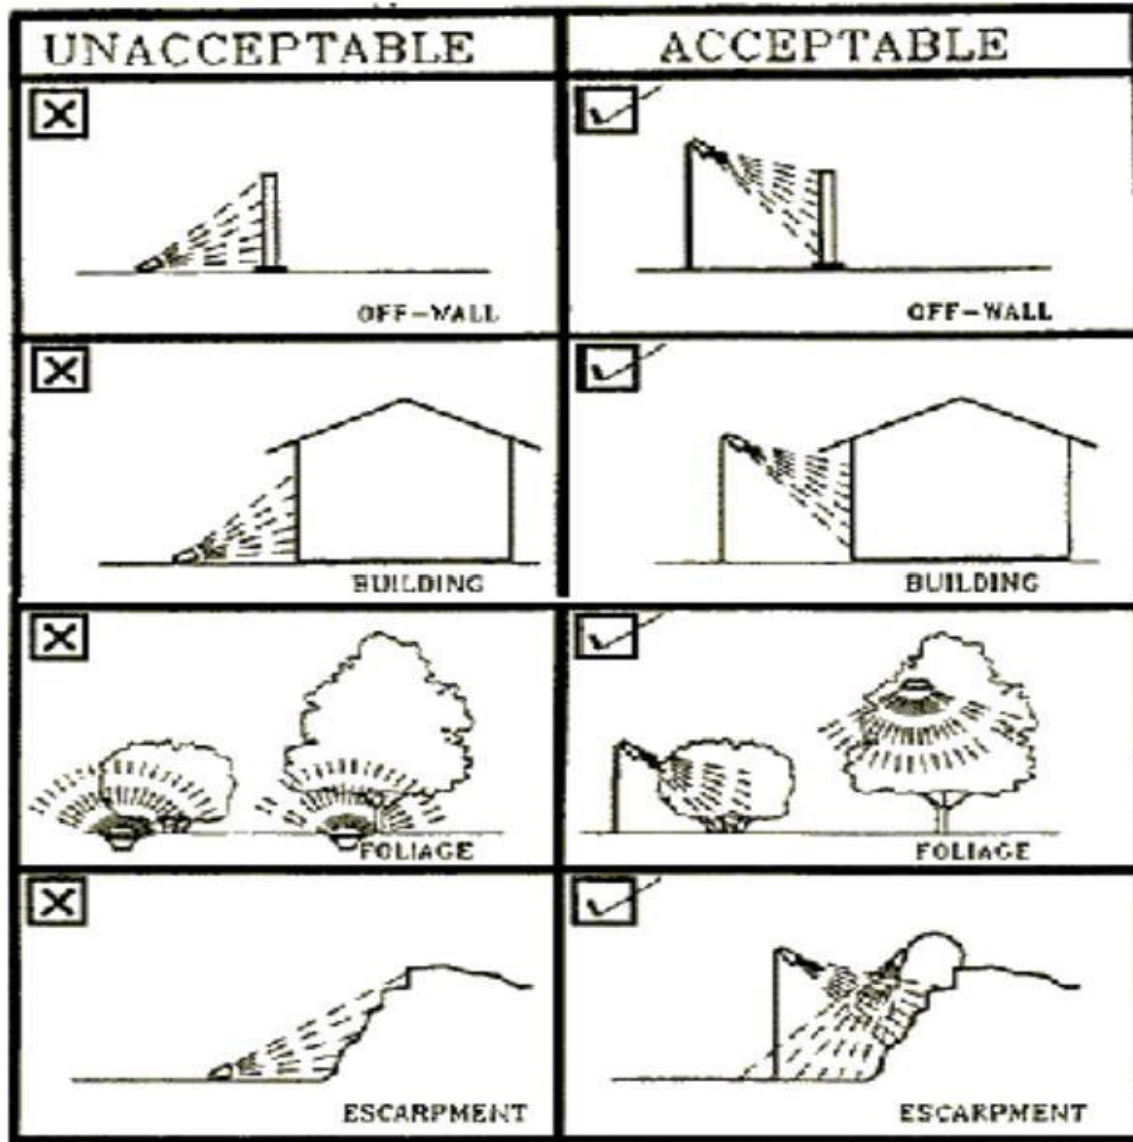 UNACCEPTABLE ACCEPTABLE
OFF-WALL OFF-WALL
BUILDING BUILDING
FOLIAGE FOLIAGE
ESCARPMENT ESCARPMENT